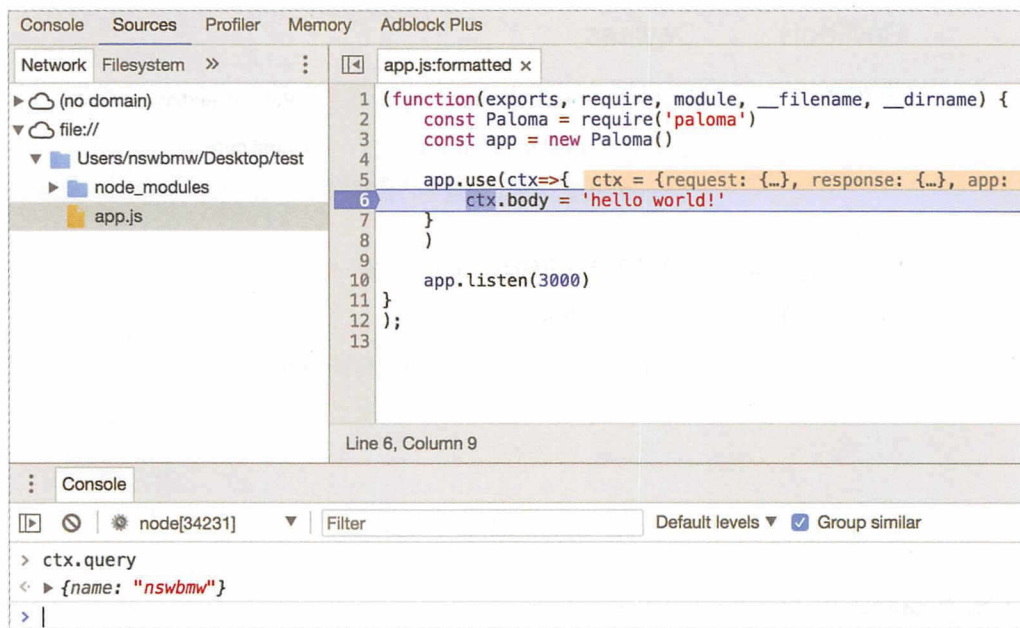 Console Sources Profiler Memory Adblock Plus
Network Filesystem »
(no domain)
file://
Users/nswbmw/Desktop/test
node_modules
app.js
app.js:formatted ×
1 (function(exports, require, module, __filename, __dirname) {
2 const Paloma = require('paloma')
3 const app = new Paloma()
4
5 app.use(ctx=>{ ctx = {request: {…}, response: {…}, app:
6 ctx.body = 'hello world!'
7 }
8 )
9
10 app.listen(3000)
11 }
12 );
13
Line 6, Column 9
Console
node[34231] ▼ Filter Default levels ▼ Group similar
> ctx.query
{name: "nswbmw"}
>